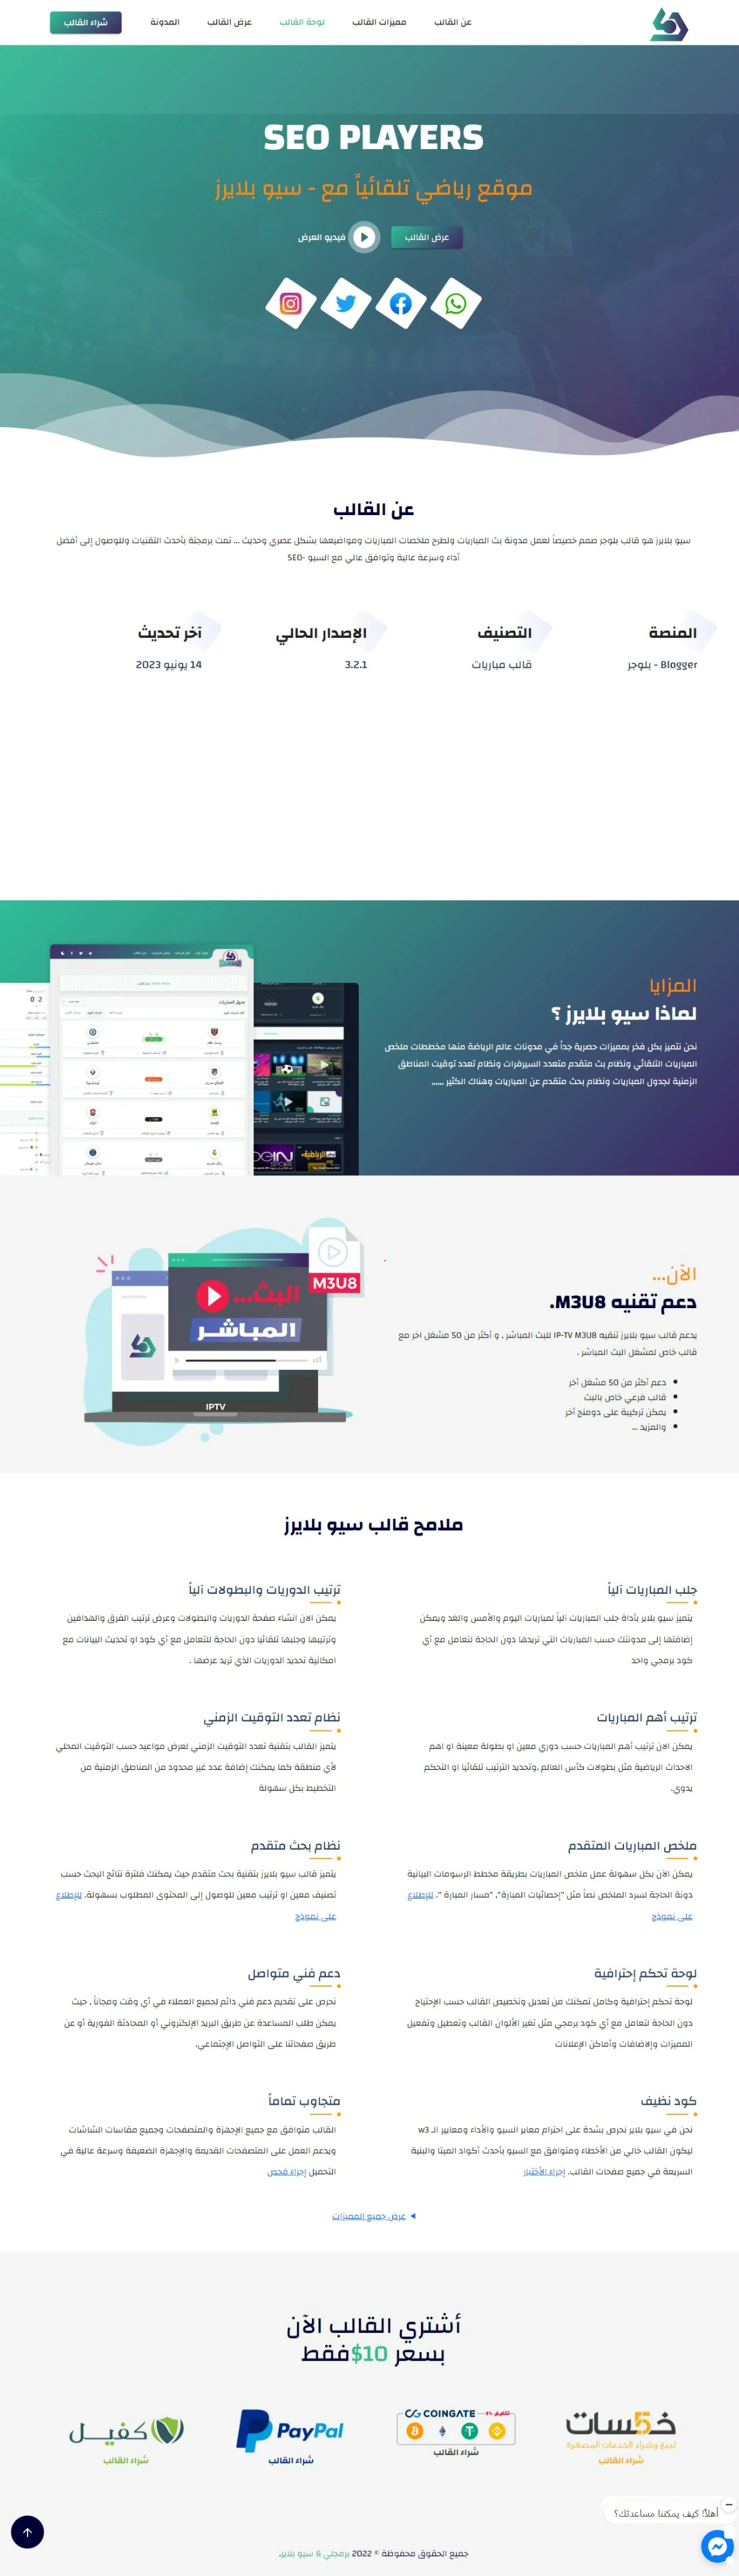 عن القالب
مميزات القالب
لوحة القالب
عرض القالب
المدونة
شراء القالب
SEO PLAYERS
موقع رياضي تلقائياً مع - سيو بلايرز
عرض القالب
فيديو العرض
عن القالب
سيو بلايرز هو قالب بلوجر صمم خصيصاً لعمل مدونة بث المباريات ولطرح ملخصات المباريات ومواضيعها بشكل عصري وحديث ... تمت برمجتة بأحدث التقنيات وللوصول إلى أفضل
أداء وسرعة عالية وتوافق عالي مع السيو -SEO
المنصة
Blogger - بلوجر
التصنيف
قالب مباريات
الإصدار الحالي
3.2.1
آخر تحديث
14 يونيو 2023
المزايا
لماذا سيو بلايرز ؟
نحن نتميز بكل فخر بمميزات حصرية جداً في مدونات عالم الرياضة منها مخططات ملخص
المباريات التلقائي ونظام بث متقدم متعدد السيرفرات ونظام تعدد توقيت المناطق
الزمنية لجدول المباريات ونظام بحث متقدم عن المباريات وهناك الكثير ,,,,,,
الآن...
دعم تقنيه M3U8.
يدعم قالب سيو بلايرز تنقيه IP-TV M3U8 للبث المباشر , و أكثر من 50 مشغل اخر مع
قالب خاص لمشغل البث المباشر .
دعم أكثر من 50 مشغل أخر
قالب فرعي خاص بالبث
يمكن تركيبة على دومنج أخر
والمزيد ...
M3U8
البث...
المباشر
IPTV
ملامح قالب سيو بلايرز
جلب المباريات آلياً
يتميز سيو بلاير بأداة جلب المباريات آلياً لمباريات اليوم والأمس والغد ويمكن
إضافتها إلى مدونتك حسب المباريات التي تريدها دون الحاجة لتعامل مع أي
كود برمجي واحد
ترتيب الدوريات والبطولات آلياً
يمكن الان انشاء صفحة الدوريات والبطولات وعرض ترتيب الفرق والهدافين
وترتيبها وجلبها تلقائيا دون الحاجة للتعامل مع أي كود او تحديث البيانات مع
امكانية تحديد الدوريات الذي تريد عرضها .
ترتيب أهم المباريات
يمكن الان ترتيب أهم المباريات حسب دوري معين او بطولة معينة او اهم
الاحداث الرياضية مثل بطولات كأس العالم ,وتحديد الترتيب تلقائيا او التحكم
يدوي.
نظام تعدد التوقيت الزمني
يتميز القالب بتقنية تعدد التوقيت الزمني لعرض مواعيد حسب التوقيت المحلي
لأي منطقة كما يمكنك إضافة عدد غير محدود من المناطق الزمنية من
التخطيط بكل سهولة
ملخص المباريات المتقدم
يمكن الآن بكل سهولة عمل ملخص المباريات بطريقة مخطط الرسومات البيانية
دونة الحاجة لسرد الملخص نصاً مثل "إحصائيات المبارة", "مسار المبارة ". للإطلاع
على نموذج
نظام بحث متقدم
يتميز قالب سيو بلايرز بتقنية بحث متقدم حيث يمكنك فلترة نتائج البحث حسب
تصنيف معين او ترتيب معين للوصول إلى المحتوى المطلوب بسهولة. للإطلاع
على نموذج
لوحة تحكم إحترافية
لوحة تحكم إحترافية وكامل تمكنك من تعديل وتخصيص القالب حسب الإحتياج
دون الحاجة لتعامل مع أي كود برمجي مثل تغير الألوان القالب وتعطيل وتفعيل
المميزات وإلاضافات وأماكن الإعلانات
دعم فني متواصل
نحرص على تقديم دعم فني دائم لجميع العملاء في أي وقت ومجاناً , حيث
يمكن طلب المساعدة عن طريق البريد الإلكتروني أو المحادثة الفورية أو عن
طريق صفحاتنا على التواصل الإجتماعي.
كود نظيف
نحن في سيو بلاير نحرص بشدة على احترام معاير السيو والأداء ومعايير الـ w3
ليكون القالب خالي من الأخطاء ومتوافق مع السيو بأحدث أكواد الميتا والبنية
السريعة في جميع صفحات القالب. إجراء الأختبار
متجاوب تماماً
القالب متوافق مع جميع الإجهزة والمتصفحات وجميع مقاسات الشاشات
ويدعم العمل على المتصفحات القديمة والإجهزة الضعيفة وسرعة عالية في
التحميل إجراء فحص
عرض جميع المميزات
أشتري القالب الآن
بسعر 10$ فقط
خمسات
لبيع وشراء الخدمات المصغرة
شراء القالب
COINGATE
شراء القالب
PayPal
شراء القالب
كفيل
شراء القالب
أهلاً! كيف يمكننا مساعدتك؟
جميع الحقوق محفوظة © 2022 برمجلي & سيو بلاير.